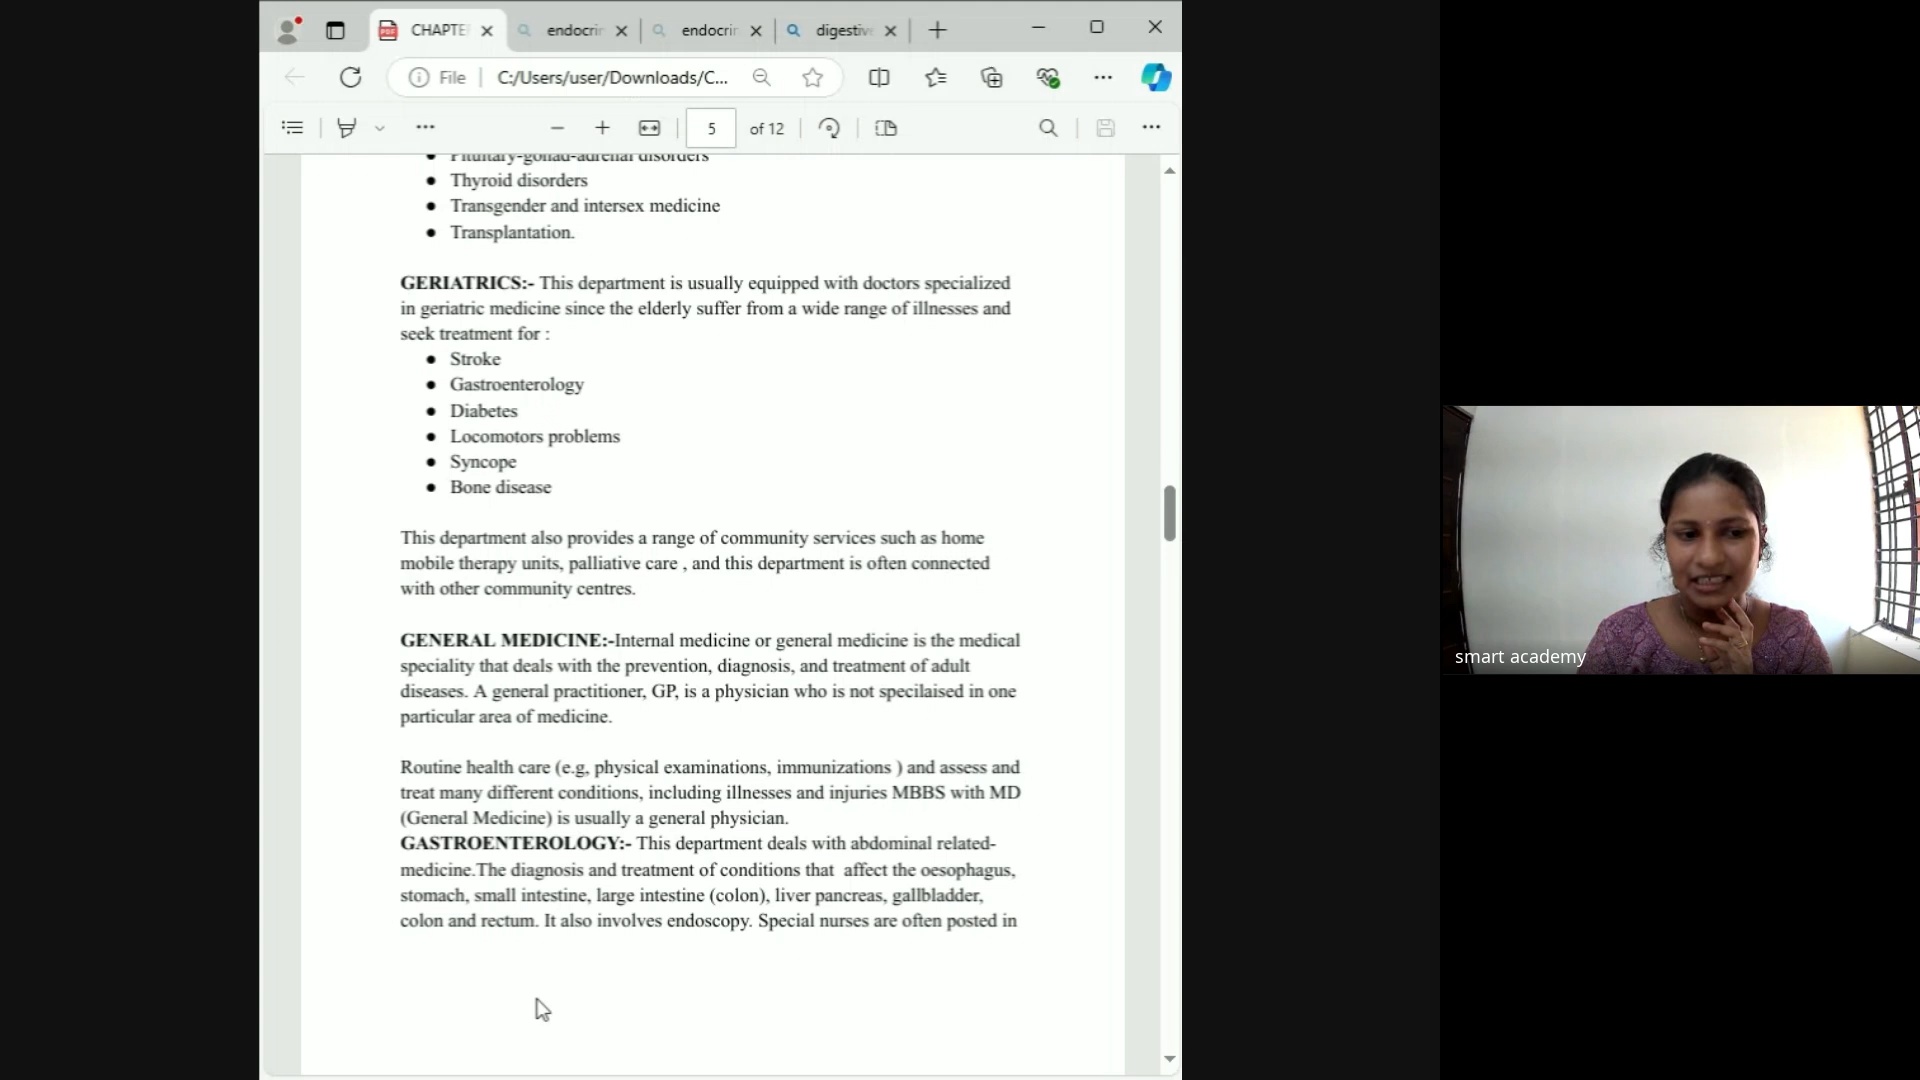 CHAPTE
endocrin
endocrin
digestive
File
C:/Users/user/Downloads/C...
5
of 12
Pituitary-gonad-adrenal disorders
Thyroid disorders
Transgender and intersex medicine
Transplantation.
GERIATRICS:- This department is usually equipped with doctors specialized
in geriatric medicine since the elderly suffer from a wide range of illnesses and
seek treatment for :
Stroke
Gastroenterology
Diabetes
Locomotors problems
Syncope
Bone disease
This department also provides a range of community services such as home
mobile therapy units, palliative care , and this department is often connected
with other community centres.
GENERAL MEDICINE:-Internal medicine or general medicine is the medical
speciality that deals with the prevention, diagnosis, and treatment of adult
diseases. A general practitioner, GP, is a physician who is not specilaised in one
particular area of medicine.
Routine health care (e.g, physical examinations, immunizations ) and assess and
treat many different conditions, including illnesses and injuries MBBS with MD
(General Medicine) is usually a general physician.
GASTROENTEROLOGY:- This department deals with abdominal related-
medicine.The diagnosis and treatment of conditions that  affect the oesophagus,
stomach, small intestine, large intestine (colon), liver pancreas, gallbladder,
colon and rectum. It also involves endoscopy. Special nurses are often posted in
smart academy